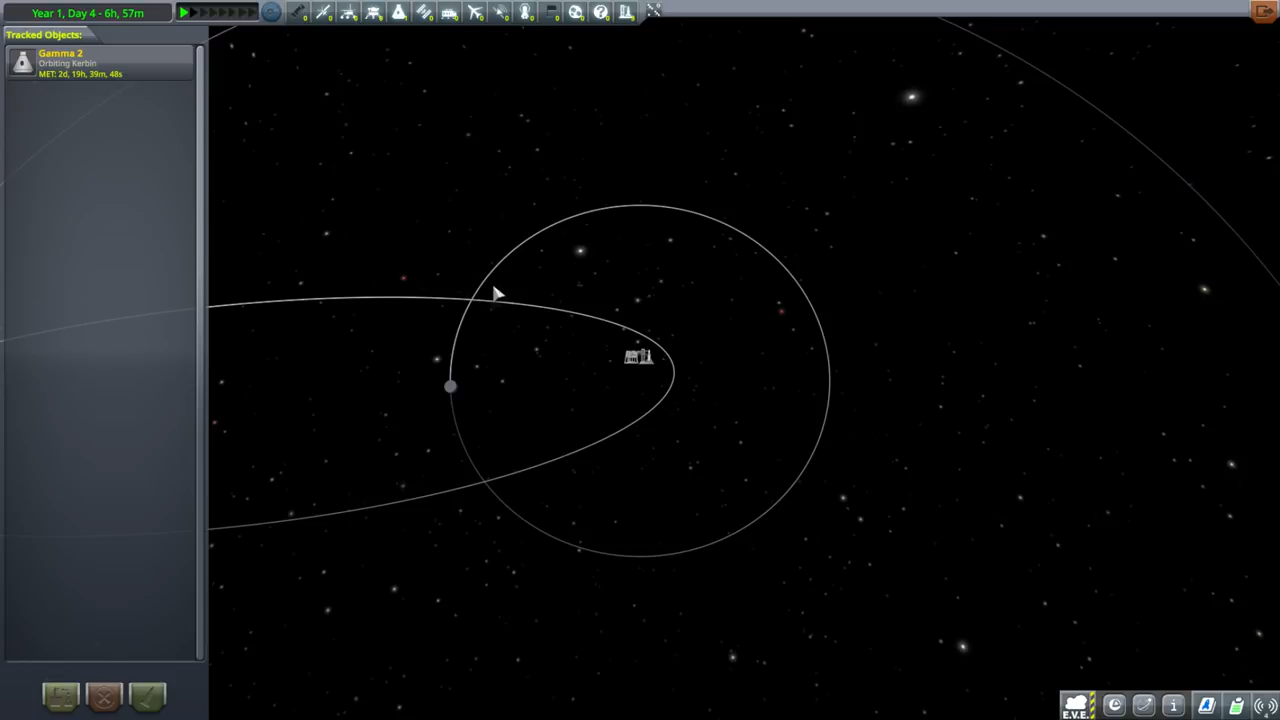 Year 1, Day 4 - 6h, 57m
Tracked Objects:
Gamma 2
Orbiting Kerbin
MET: 2d, 19h, 39m, 48s
E.V.E.